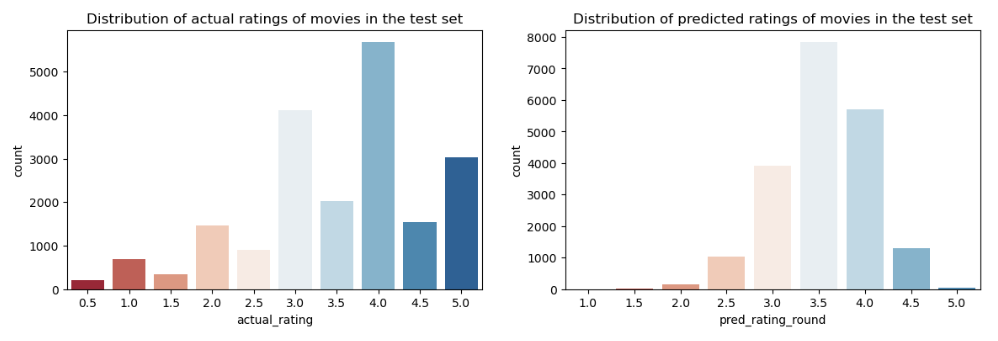 Distribution of actual ratings of movies in the test set
count
5000
4000
3000
2000
1000
0
0.5 1.0 1.5 2.0 2.5 3.0 3.5 4.0 4.5 5.0
actual_rating
Distribution of predicted ratings of movies in the test set
count
8000
7000
6000
5000
4000
3000
2000
1000
0
1.0 1.5 2.0 2.5 3.0 3.5 4.0 4.5 5.0
pred_rating_round